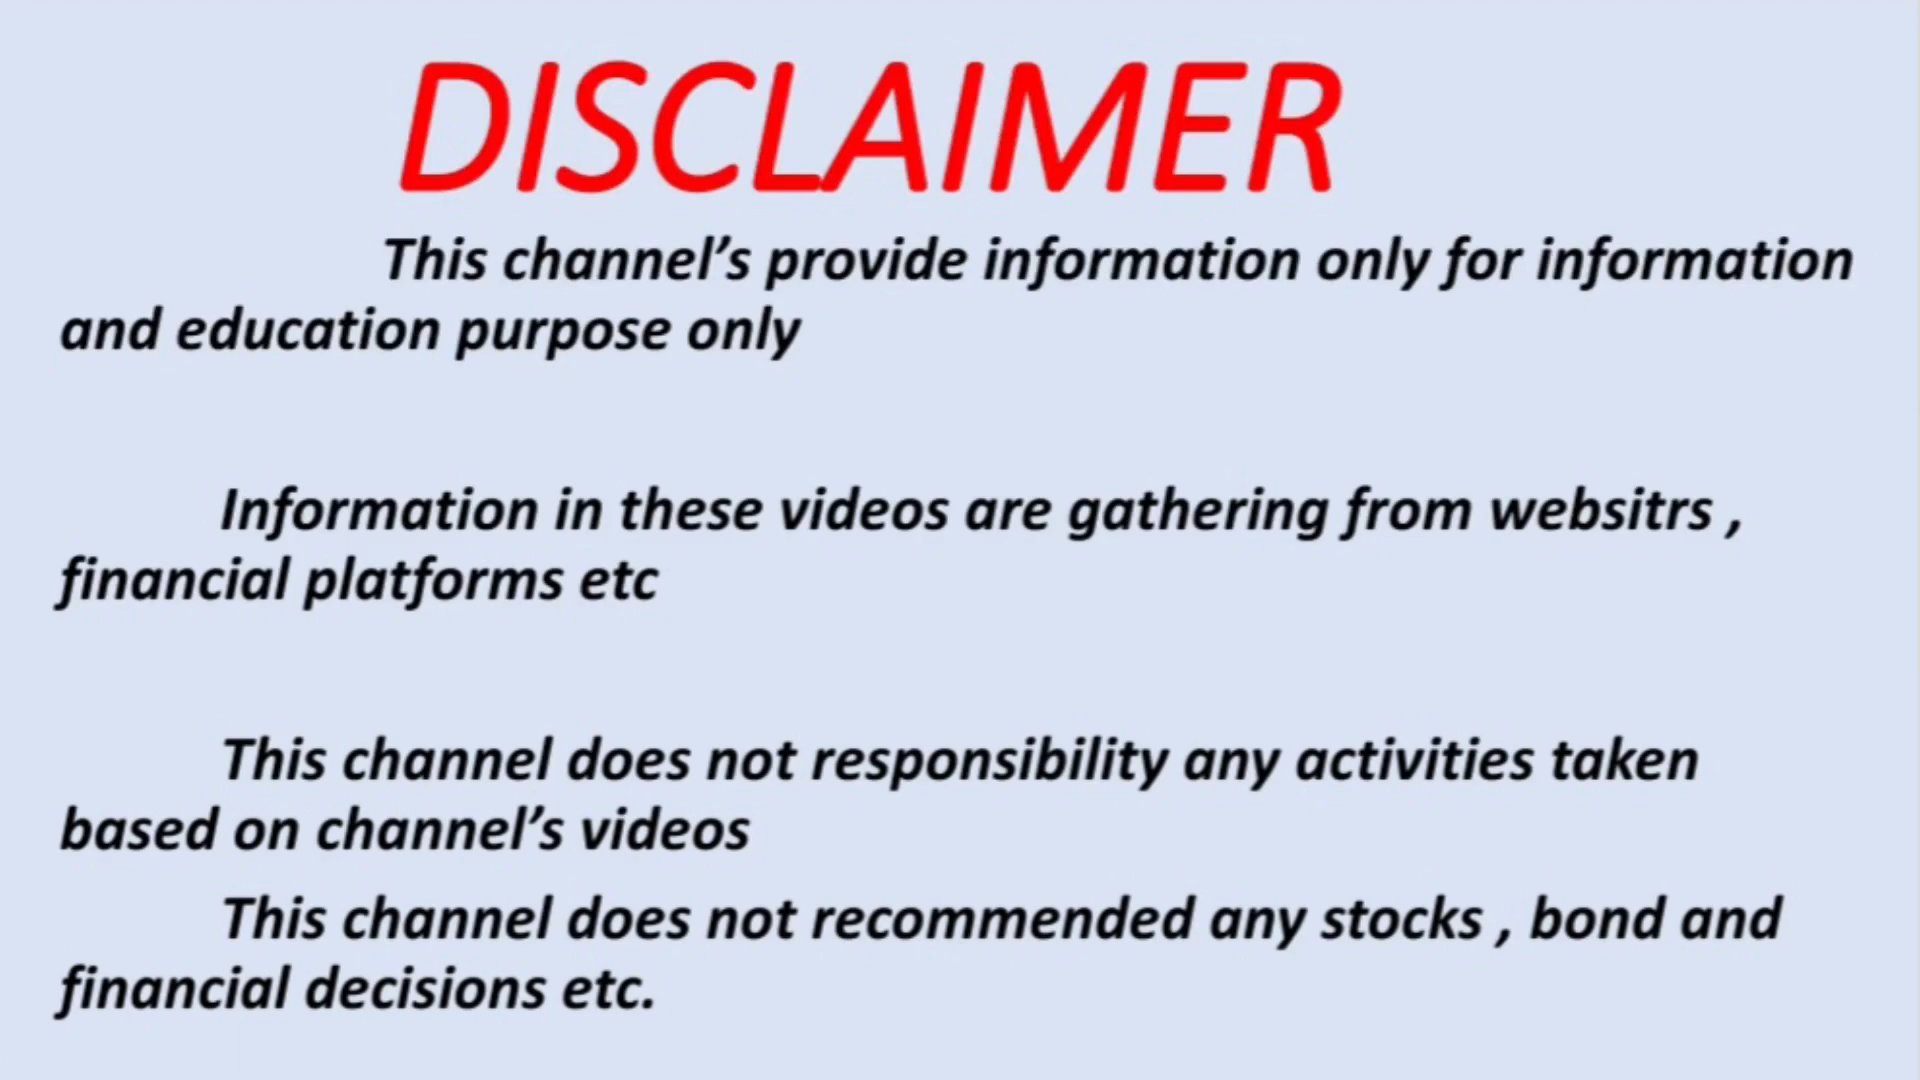 DISCLAIMER
This channel’s provide information only for information
and education purpose only
Information in these videos are gathering from websitrs ,
financial platforms etc
This channel does not responsibility any activities taken
based on channel’s videos
This channel does not recommended any stocks , bond and
financial decisions etc.